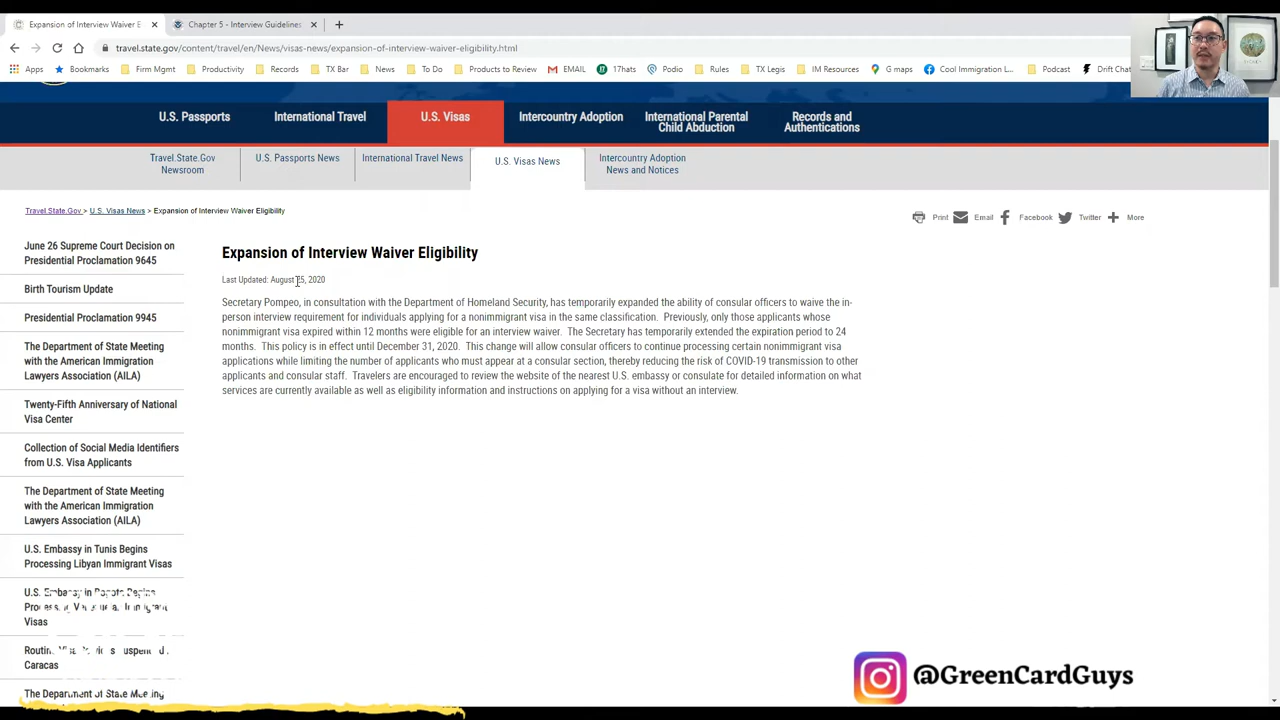 Expansion of Interview Waiver E
Chapter 5 - Interview Guidelines
travel.state.gov/content/travel/en/News/visas-news/expansion-of-interview-waiver-eligibility.html
Apps Bookmarks Firm Mgmt Productivity Records TX Bar News To Do Products to Review EMAIL 17hats Podio Rules TX Legis IM Resources G maps Cool Immigration L... Podcast Drift Chat
U.S. Passports International Travel U.S. Visas Intercountry Adoption International Parental Child Abduction Records and Authentications
Travel.State.Gov Newsroom U.S. Passports News International Travel News U.S. Visas News Intercountry Adoption News and Notices
Travel.State.Gov > U.S. Visas News > Expansion of Interview Waiver Eligibility
Print Email Facebook Twitter More
June 26 Supreme Court Decision on
Presidential Proclamation 9645
Birth Tourism Update
Presidential Proclamation 9945
The Department of State Meeting
with the American Immigration
Lawyers Association (AILA)
Twenty-Fifth Anniversary of National
Visa Center
Collection of Social Media Identifiers
from U.S. Visa Applicants
The Department of State Meeting
with the American Immigration
Lawyers Association (AILA)
U.S. Embassy in Tunis Begins
Processing Libyan Immigrant Visas
U.S. Embassy in Bogota Begins
Visas
Caracas
The Department of State Meeting
Expansion of Interview Waiver Eligibility
Last Updated: August 25, 2020
Secretary Pompeo, in consultation with the Department of Homeland Security, has temporarily expanded the ability of consular officers to waive the in-
person interview requirement for individuals applying for a nonimmigrant visa in the same classification. Previously, only those applicants whose
nonimmigrant visa expired within 12 months were eligible for an interview waiver. The Secretary has temporarily extended the expiration period to 24
months. This policy is in effect until December 31, 2020. This change will allow consular officers to continue processing certain nonimmigrant visa
applications while limiting the number of applicants who must appear at a consular section, thereby reducing the risk of COVID-19 transmission to other
applicants and consular staff. Travelers are encouraged to review the website of the nearest U.S. embassy or consulate for detailed information on what
services are currently available as well as eligibility information and instructions on applying for a visa without an interview.
@GreenCardGuys